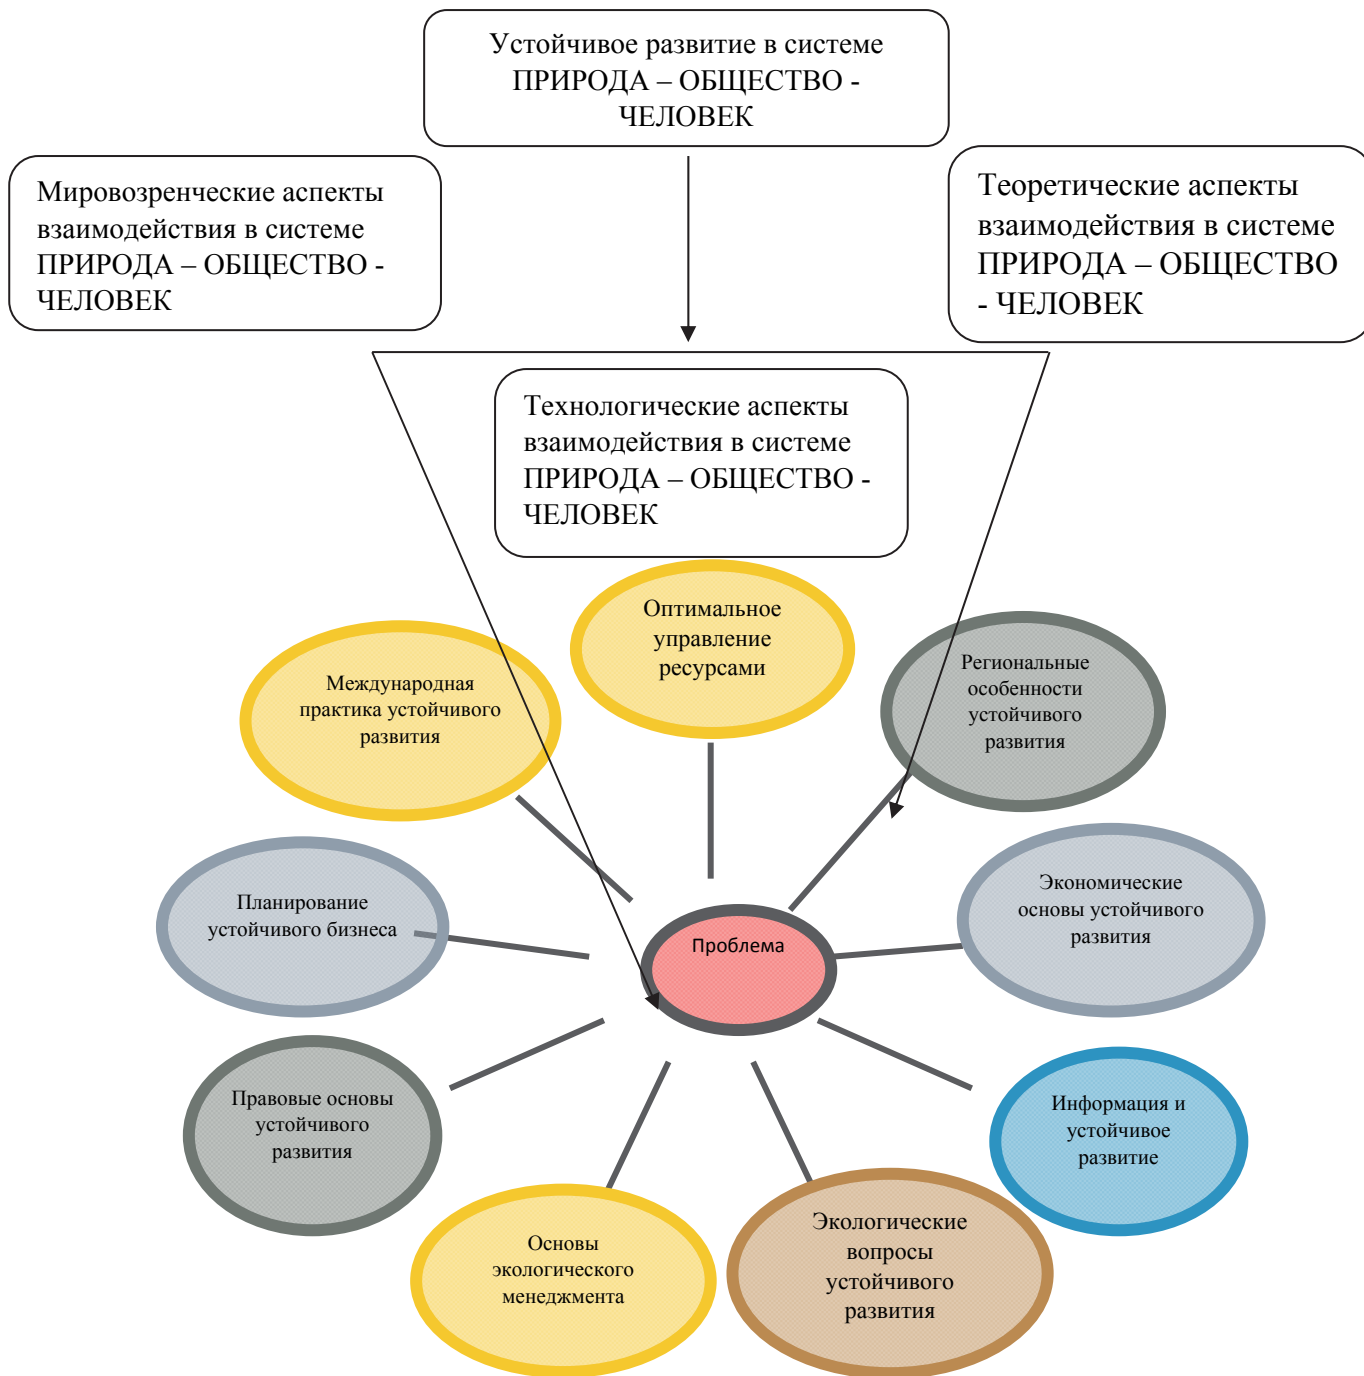 Устойчивое развитие в системе
ПРИРОДА – ОБЩЕСТВО -
ЧЕЛОВЕК
Мировозренческие аспекты
взаимодействия в системе
ПРИРОДА – ОБЩЕСТВО -
ЧЕЛОВЕК
Теоретические аспекты
взаимодействия в системе
ПРИРОДА – ОБЩЕСТВО
- ЧЕЛОВЕК
Технологические аспекты
взаимодействия в системе
ПРИРОДА – ОБЩЕСТВО -
ЧЕЛОВЕК
Оптимальное
управление
ресурсами
Международная
практика устойчивого
развития
Региональные
особенности
устойчивого
развития
Планирование
устойчивого бизнеса
Экономические
основы устойчивого
развития
Проблема
Правовые основы
устойчивого
развития
Информация и
устойчивое
развитие
Основы
экологического
менеджмента
Экологические
вопросы
устойчивого
развития